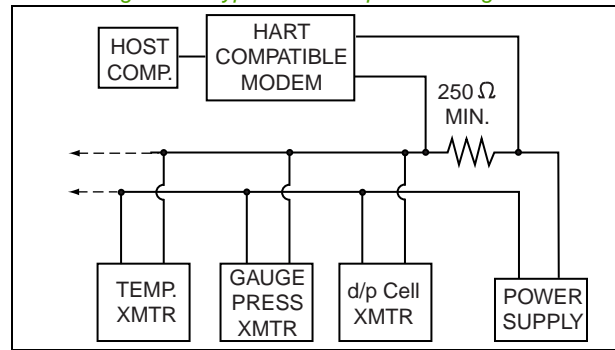 HOST
COMP.
HART
COMPATIBLE
MODEM
250 Ω
MIN.
TEMP.
XMTR
GAUGE
PRESS
XMTR
d/p Cell
XMTR
POWER
SUPPLY